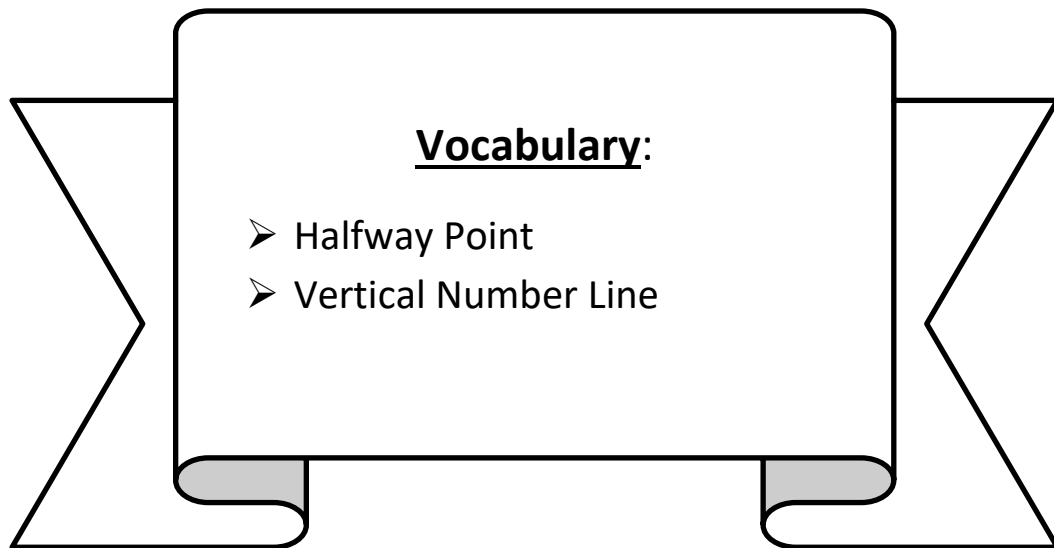 Vocabulary:
➢ Halfway Point
➢ Vertical Number Line